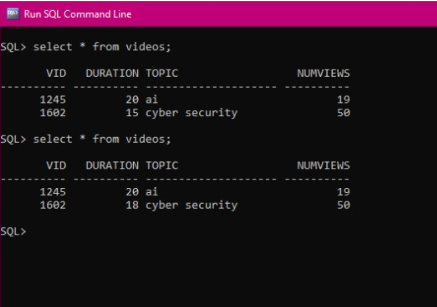 Run SQL Command Line
SQL> select * from videos;
VID DURATION TOPIC NUMVIEWS
---------- ---------- -------------------- ----------
1245 20 ai 19
1602 15 cyber security 50
SQL> select * from videos;
VID DURATION TOPIC NUMVIEWS
---------- ---------- -------------------- ----------
1245 20 ai 19
1602 18 cyber security 50
SQL>